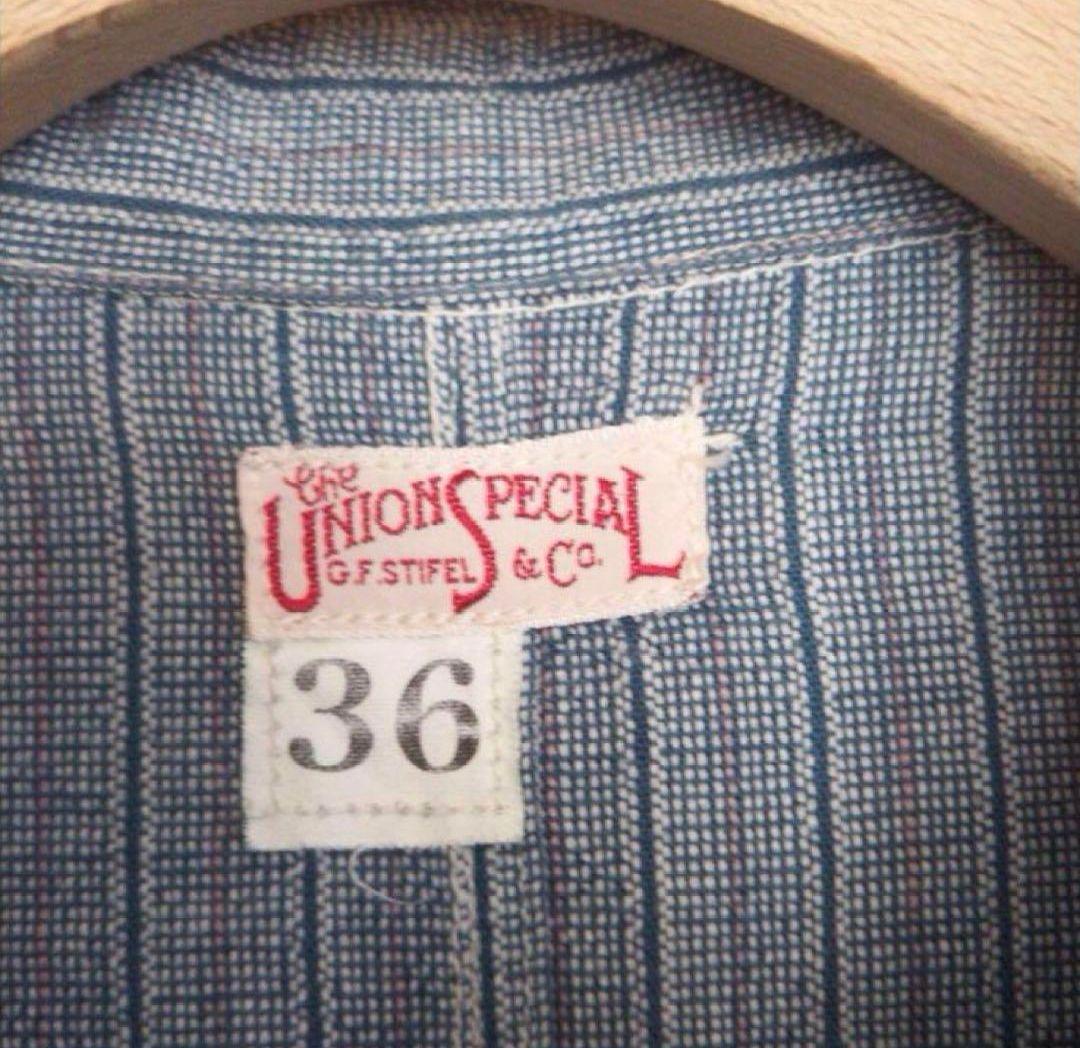 The
UNION SPECIAL
G.F.STIFEL & Co.
36